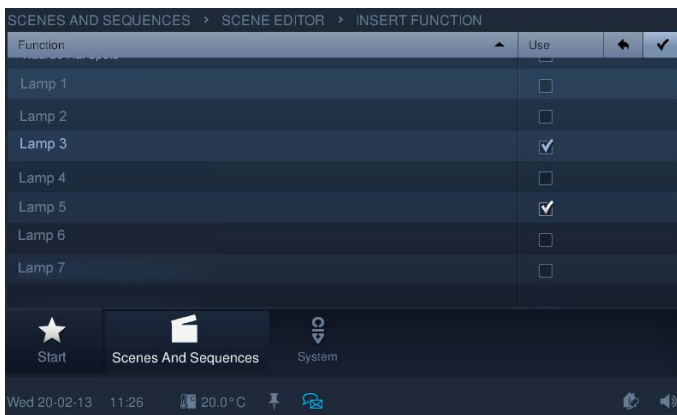 SCENES AND SEQUENCES > SCENE EDITOR > INSERT FUNCTION
Function Use
Lamp 1
Lamp 2
Lamp 3
Lamp 4
Lamp 5
Lamp 6
Lamp 7
Start Scenes And Sequences System
Wed 20-02-13 11:26 20.0°C